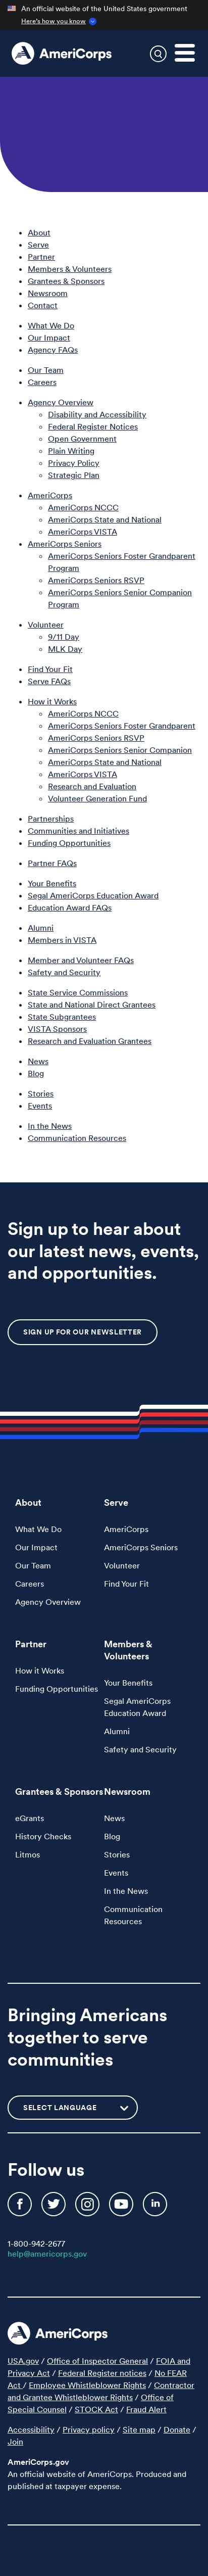 An official website of the United States government
Here's how you know
AmeriCorps
About
Serve
Partner
Members & Volunteers
Grantees & Sponsors
Newsroom
Contact
What We Do
Our Impact
Agency FAQs
Our Team
Careers
Agency Overview
Disability and Accessibility
Federal Register Notices
Open Government
Plain Writing
Privacy Policy
Strategic Plan
AmeriCorps
AmeriCorps NCCC
AmeriCorps State and National
AmeriCorps VISTA
AmeriCorps Seniors
AmeriCorps Seniors Foster Grandparent
Program
AmeriCorps Seniors RSVP
AmeriCorps Seniors Senior Companion
Program
Volunteer
9/11 Day
MLK Day
Find Your Fit
Serve FAQs
How it Works
AmeriCorps NCCC
AmeriCorps Seniors Foster Grandparent
AmeriCorps Seniors RSVP
AmeriCorps Seniors Senior Companion
AmeriCorps State and National
AmeriCorps VISTA
Research and Evaluation
Volunteer Generation Fund
Partnerships
Communities and Initiatives
Funding Opportunities
Partner FAQs
Your Benefits
Segal AmeriCorps Education Award
Education Award FAQs
Alumni
Members in VISTA
Member and Volunteer FAQs
Safety and Security
State Service Commissions
State and National Direct Grantees
State Subgrantees
VISTA Sponsors
Research and Evaluation Grantees
News
Blog
Stories
Events
In the News
Communication Resources
Sign up to hear about
our latest news, events,
and opportunities.
SIGN UP FOR OUR NEWSLETTER
About
What We Do
Our Impact
Our Team
Careers
Agency Overview
Serve
AmeriCorps
AmeriCorps Seniors
Volunteer
Find Your Fit
Partner
How it Works
Funding Opportunities
Members &
Volunteers
Your Benefits
Segal AmeriCorps
Education Award
Alumni
Safety and Security
Grantees & Sponsors
eGrants
History Checks
Litmos
Newsroom
News
Blog
Stories
Events
In the News
Communication
Resources
Bringing Americans
together to serve
communities
SELECT LANGUAGE
Follow us
1-800-942-2677
help@americorps.gov
AmeriCorps
USA.gov / Office of Inspector General / FOIA and
Privacy Act / Federal Register notices / No FEAR
Act / Employee Whistleblower Rights / Contractor
and Grantee Whistleblower Rights / Office of
Special Counsel / STOCK Act / Fraud Alert
Accessibility / Privacy policy / Site map / Donate /
Join
AmeriCorps.gov
An official website of AmeriCorps. Produced and
published at taxpayer expense.